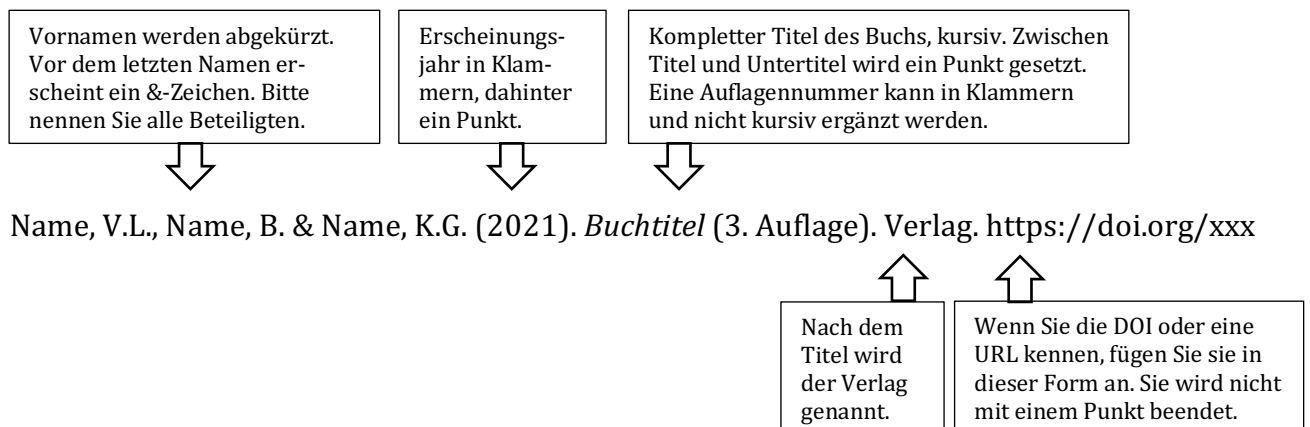 Vornamen werden abgekürzt.
Vor dem letzten Namen er-
scheint ein &-Zeichen. Bitte
nennen Sie alle Beteiligten.
Erscheinungs-
jahr in Klam-
mern, dahinter
ein Punkt.
Kompletter Titel des Buchs, kursiv. Zwischen
Titel und Untertitel wird ein Punkt gesetzt.
Eine Auflagennummer kann in Klammern
und nicht kursiv ergänzt werden.
Name, V.L., Name, B. & Name, K.G. (2021). Buchtitel (3. Auflage). Verlag. https://doi.org/xxx
Nach dem
Titel wird
der Verlag
genannt.
Wenn Sie die DOI oder eine
URL kennen, fügen Sie sie in
dieser Form an. Sie wird nicht
mit einem Punkt beendet.